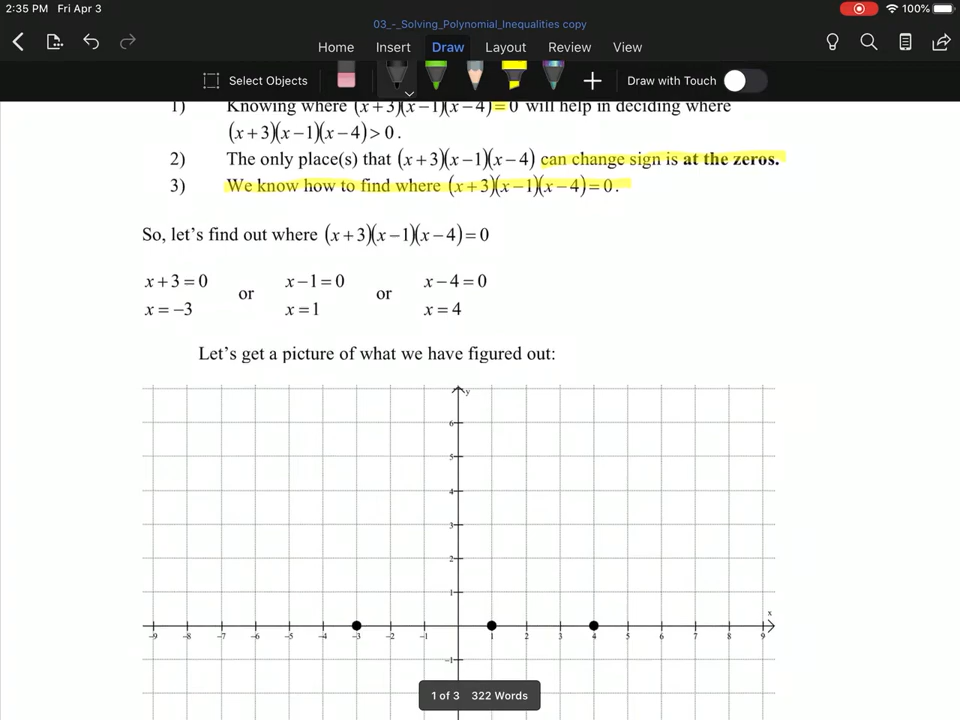 2:35 PM Fri Apr 3
100%
03_-_Solving_Polynomial_Inequalities copy
Home Insert Draw Layout Review View
Select Objects
Draw with Touch
1) Knowing where (x+3)(x−1)(x−4)=0 will help in deciding where
(x+3)(x−1)(x−4)>0.
2) The only place(s) that (x+3)(x−1)(x−4) can change sign is at the zeros.
3) We know how to find where (x+3)(x−1)(x−4)=0.
So, let's find out where (x+3)(x−1)(x−4)=0
x+3=0 or x−1=0 or x−4=0
x=−3 x=1 x=4
Let's get a picture of what we have figured out:
y
6
5
4
3
2
1
x
−9 −8 −7 −6 −5 −4 −3 −2 −1 1 2 3 4 5 6 7 8 9
−1
1 of 3 322 Words